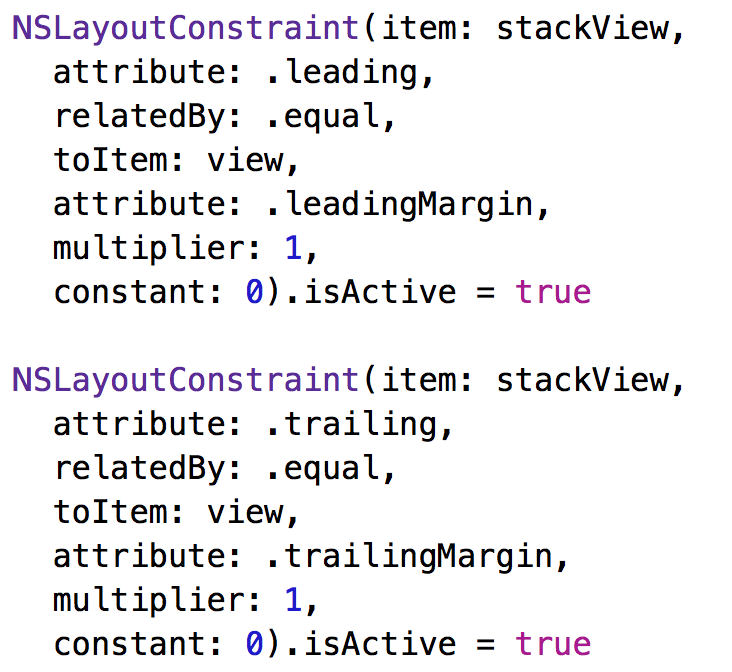 NSLayoutConstraint(item: stackView,
attribute: .leading,
relatedBy: .equal,
toItem: view,
attribute: .leadingMargin,
multiplier: 1,
constant: 0).isActive = true
NSLayoutConstraint(item: stackView,
attribute: .trailing,
relatedBy: .equal,
toItem: view,
attribute: .trailingMargin,
multiplier: 1,
constant: 0).isActive = true